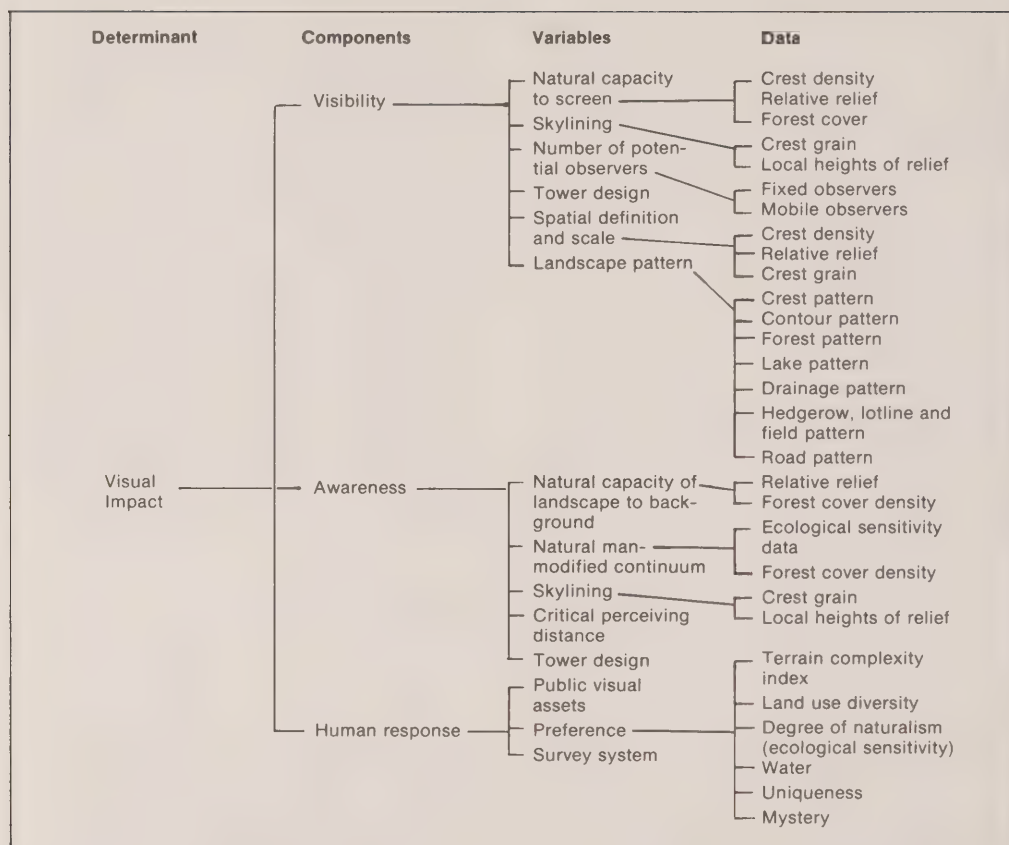 Determinant Components Variables Data
Visibility
Natural capacity
to screen
Skylining
Number of poten-
tial observers
Tower design
Spatial definition
and scale
Landscape pattern
Crest density
Relative relief
Forest cover
Crest grain
Local heights of relief
Fixed observers
Mobile observers
Crest density
Relative relief
Crest grain
Crest pattern
Contour pattern
Forest pattern
Lake pattern
Drainage pattern
Hedgerow, lotline and
field pattern
Road pattern
Visual
Impact
Awareness
Natural capacity of
landscape to back-
ground
Natural man-
modified continuum
Skylining
Critical perceiving
distance
Tower design
Relative relief
Forest cover density
Ecological sensitivity
data
Forest cover density
Crest grain
Local heights of relief
Human response
Public visual
assets
Preference
Survey system
Terrain complexity
index
Land use diversity
Degree of naturalism
(ecological sensitivity)
Water
Uniqueness
Mystery